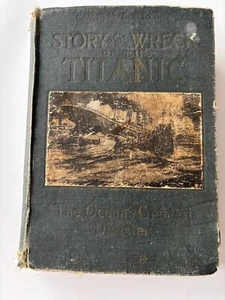 STORY OF THE WRECK
OF THE
TITANIC
The Ocean's Greatest
Disaster